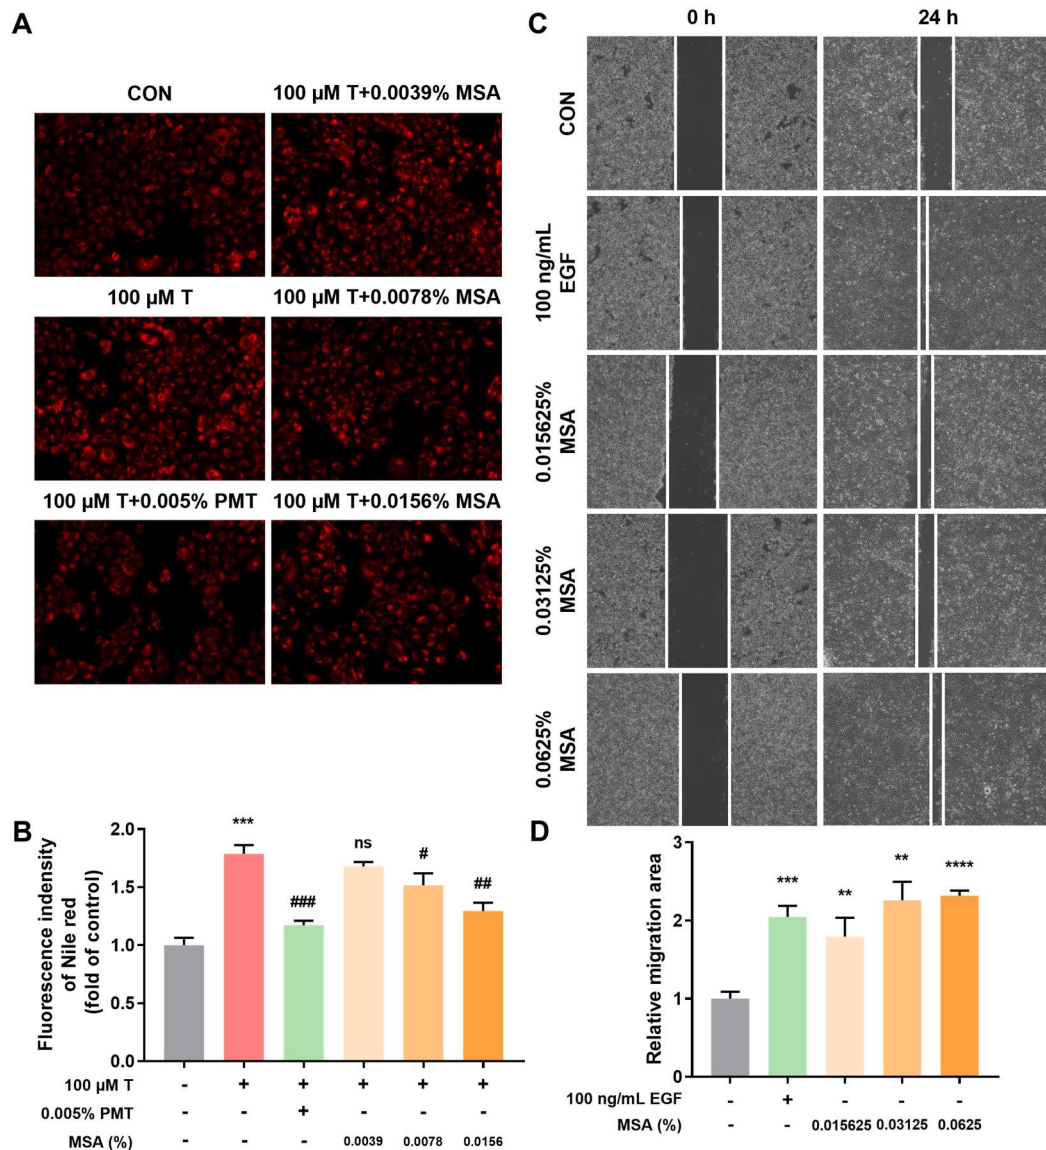 A
CON
100 μM T+0.0039% MSA
100 μM T
100 μM T+0.0078% MSA
100 μM T+0.005% PMT
100 μM T+0.0156% MSA
B
Fluorescence indensity
of Nile red
(fold of control)
2.0
1.5
1.0
0.5
0.0
***
###
ns
#
##
100 μM T - + + + + +
0.005% PMT - - + - - -
MSA (%) - - - 0.0039 0.0078 0.0156
C
0 h
24 h
CON
100 ng/mL
EGF
0.015625%
MSA
0.03125%
MSA
0.0625%
MSA
D
Relative migration area
3
2
1
0
***
**
**
****
100 ng/mL EGF - + - - -
MSA (%) - - 0.015625 0.03125 0.0625